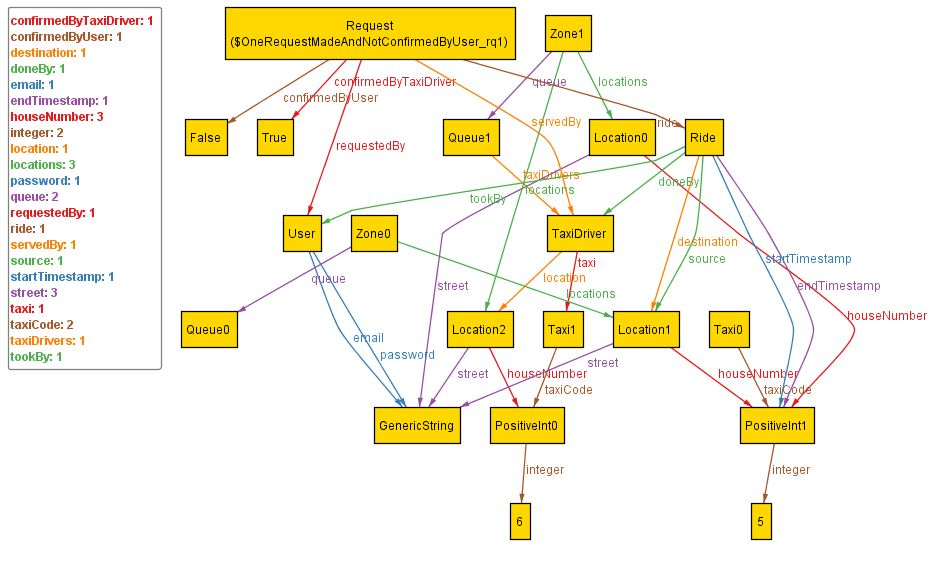 confirmedByTaxiDriver: 1
confirmedByUser: 1
destination: 1
doneBy: 1
email: 1
endTimestamp: 1
houseNumber: 3
integer: 2
location: 1
locations: 3
password: 1
queue: 2
requestedBy: 1
ride: 1
servedBy: 1
source: 1
startTimestamp: 1
street: 3
taxi: 1
taxiCode: 2
taxiDrivers: 1
tookBy: 1
Request
($OneRequestMadeAndNotConfirmedByUser_rq1)
Zone1
confirmedByTaxiDriver
queue
locations
confirmedByUser
servedBy
ride
False
True
Queue1
Location0
Ride
requestedBy
taxiDrivers
doneBy
locations
tookBy
User
Zone0
TaxiDriver
destination
source
startTimestamp
taxi
location
queue
street
endTimestamp
locations
houseNumber
Queue0
Location2
Taxi1
Location1
Taxi0
email
password
street
street
houseNumber
houseNumber
taxiCode
taxiCode
GenericString
PositiveInt0
PositiveInt1
integer
integer
6
5